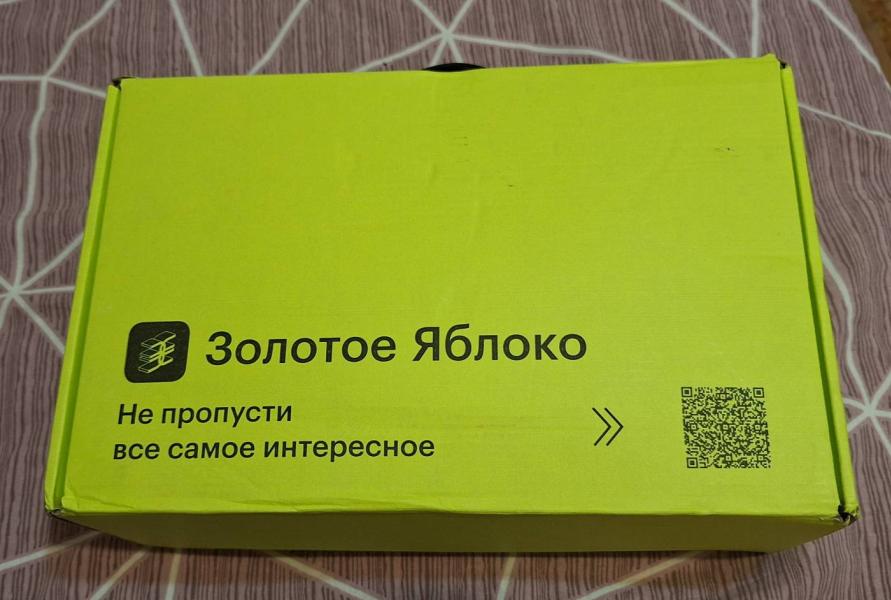 Золотое Яблоко
Не пропусти
все самое интересное